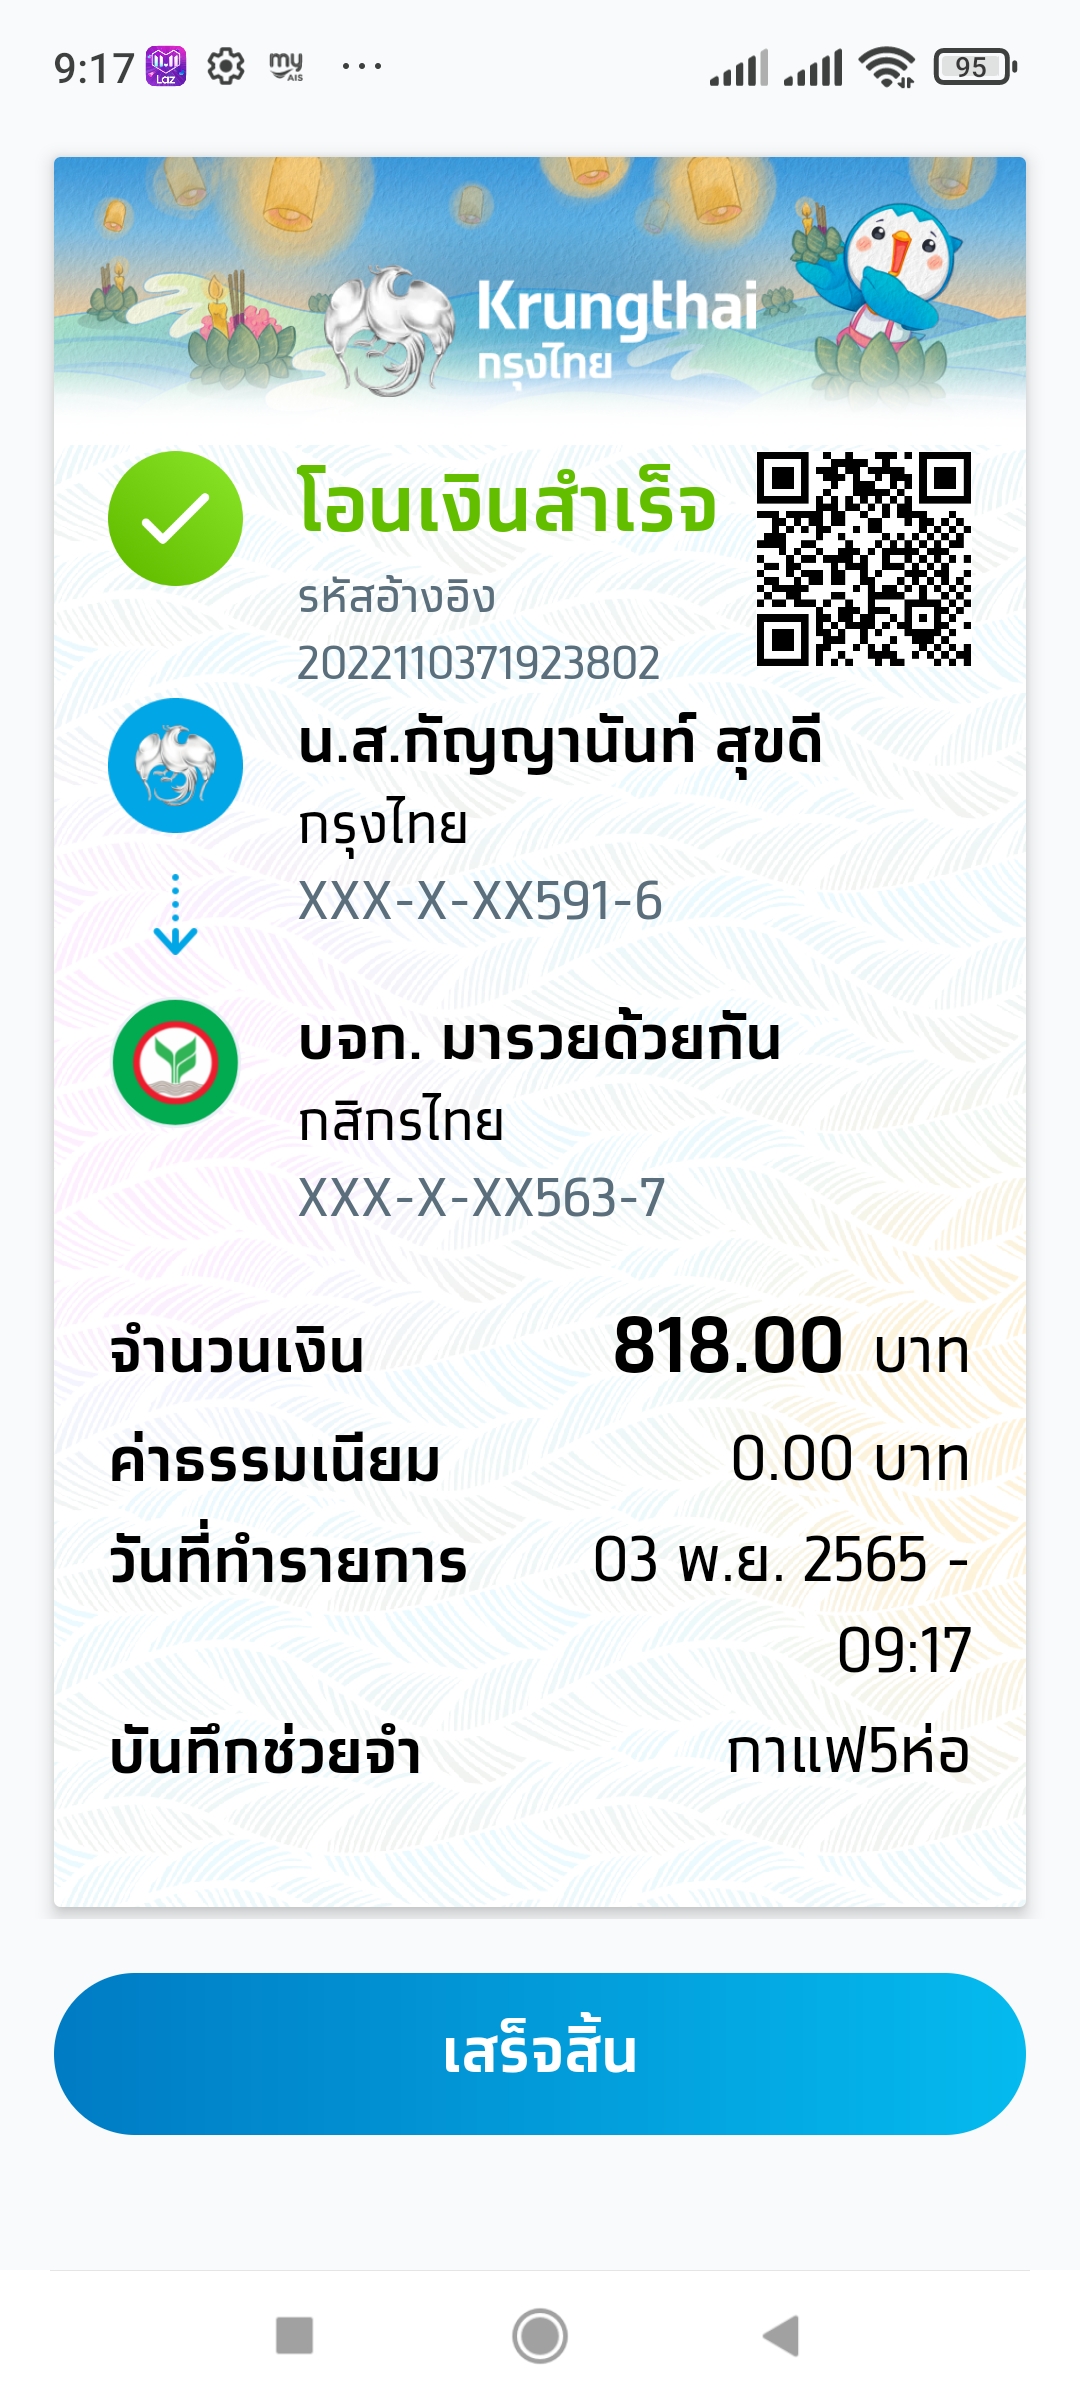 9:17
11.11
Laz
my
AIS
95
Krungthai
กรุงไทย
โอนเงินสำเร็จ
รหัสอ้างอิง
2022110371923802
น.ส.กัญญานันท์ สุขดี
กรุงไทย
XXX-X-XX591-6
บจก. มารวยด้วยกัน
กสิกรไทย
XXX-X-XX563-7
จำนวนเงิน 818.00 บาท
ค่าธรรมเนียม 0.00 บาท
วันที่ทำรายการ 03 พ.ย. 2565 -
09:17
บันทึกช่วยจำ กาแฟ5ห่อ
เสร็จสิ้น